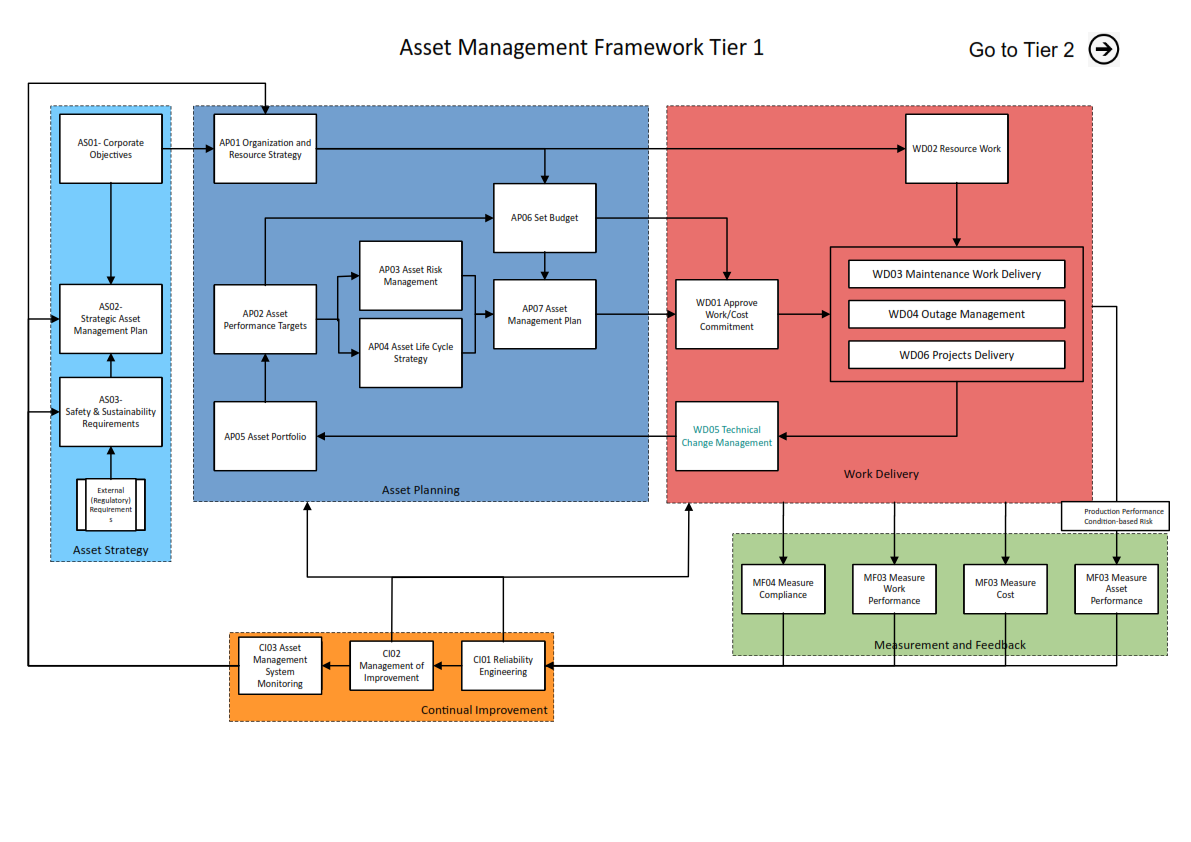 Asset Management Framework Tier 1
Go to Tier 2
AS01- Corporate
Objectives
AS02-
Strategic Asset
Management Plan
AS03-
Safety & Sustainability
Requirements
External
(Regulatory)
Requirement
s
Asset Strategy
AP01 Organization and
Resource Strategy
AP06 Set Budget
AP03 Asset Risk
Management
AP02 Asset
Performance Targets
AP04 Asset Life Cycle
Strategy
AP07 Asset
Management Plan
AP05 Asset Portfolio
Asset Planning
WD02 Resource Work
WD01 Approve
Work/Cost
Commitment
WD03 Maintenance Work Delivery
WD04 Outage Management
WD06 Projects Delivery
WD05 Technical
Change Management
Work Delivery
Production Performance
Condition-based Risk
MF04 Measure
Compliance
MF03 Measure
Work
Performance
MF03 Measure
Cost
MF03 Measure
Asset
Performance
Measurement and Feedback
CI03 Asset
Management
System
Monitoring
CI02
Management of
Improvement
CI01 Reliability
Engineering
Continual Improvement